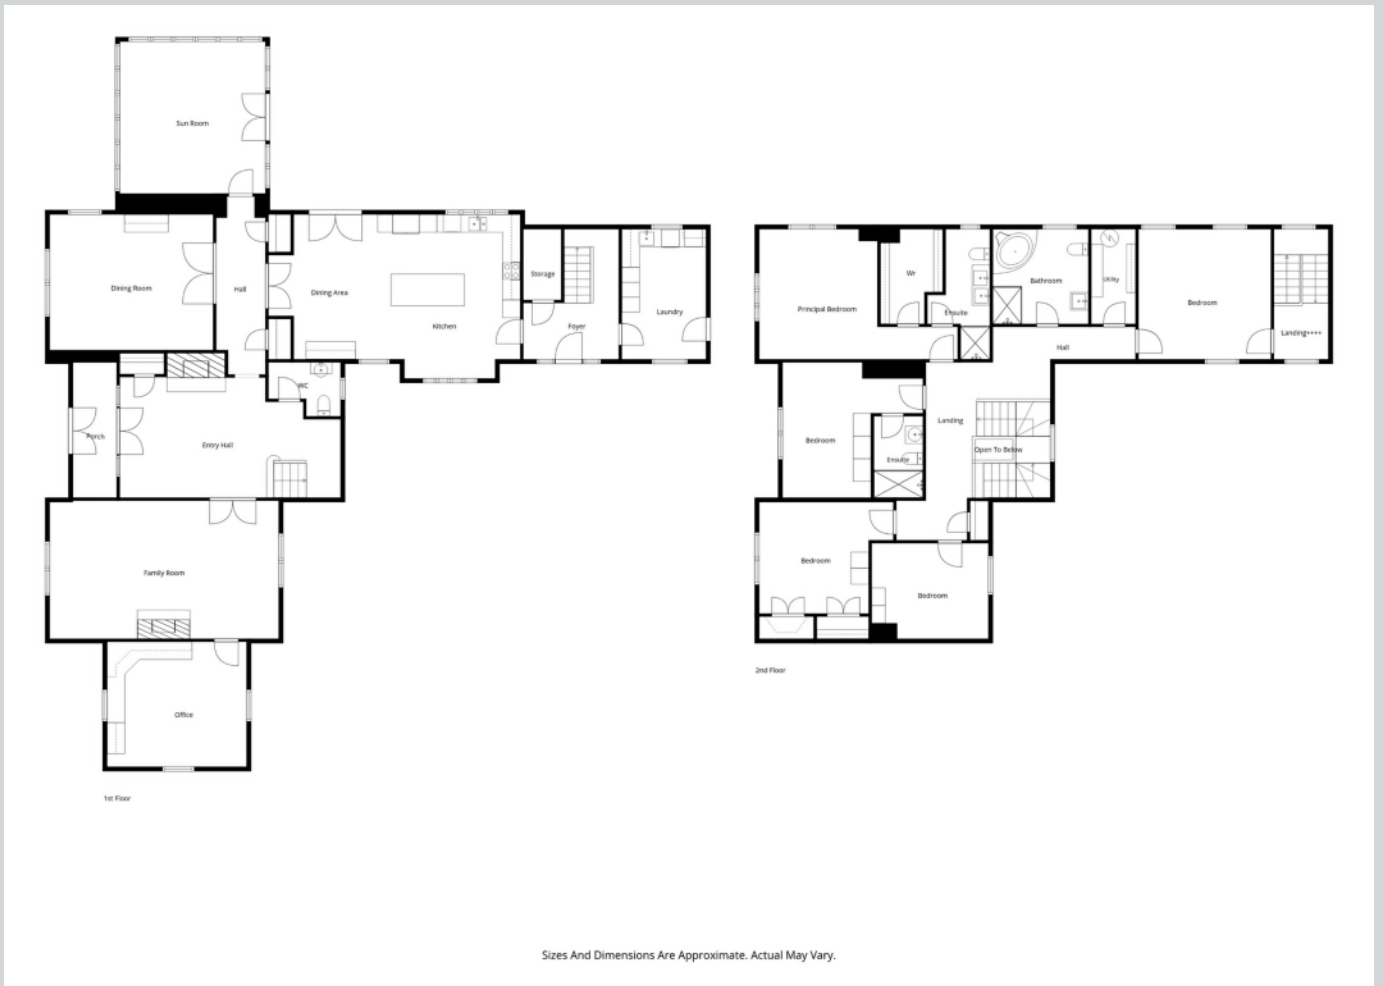 Sun Room
Dining Room
Hall
Dining Area
Kitchen
Storage
Foyer
Laundry
WC
Porch
Entry Hall
Family Room
Office
1st Floor
Principal Bedroom
Wr
Ensuite
Bathroom
Utility
Bedroom
Landing++++
Hall
Bedroom
Ensuite
Landing
Open To Below
Bedroom
Bedroom
2nd Floor
Sizes And Dimensions Are Approximate. Actual May Vary.